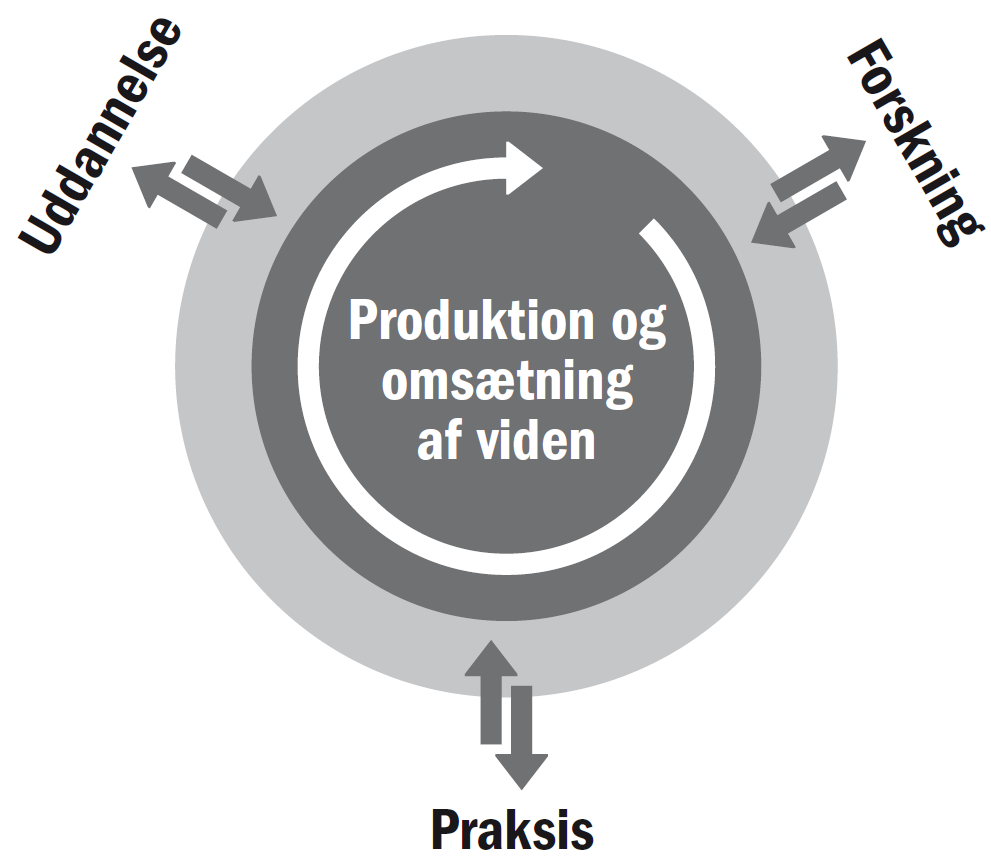 Uddannelse
Forskning
Produktion og
omsætning
af viden
Praksis